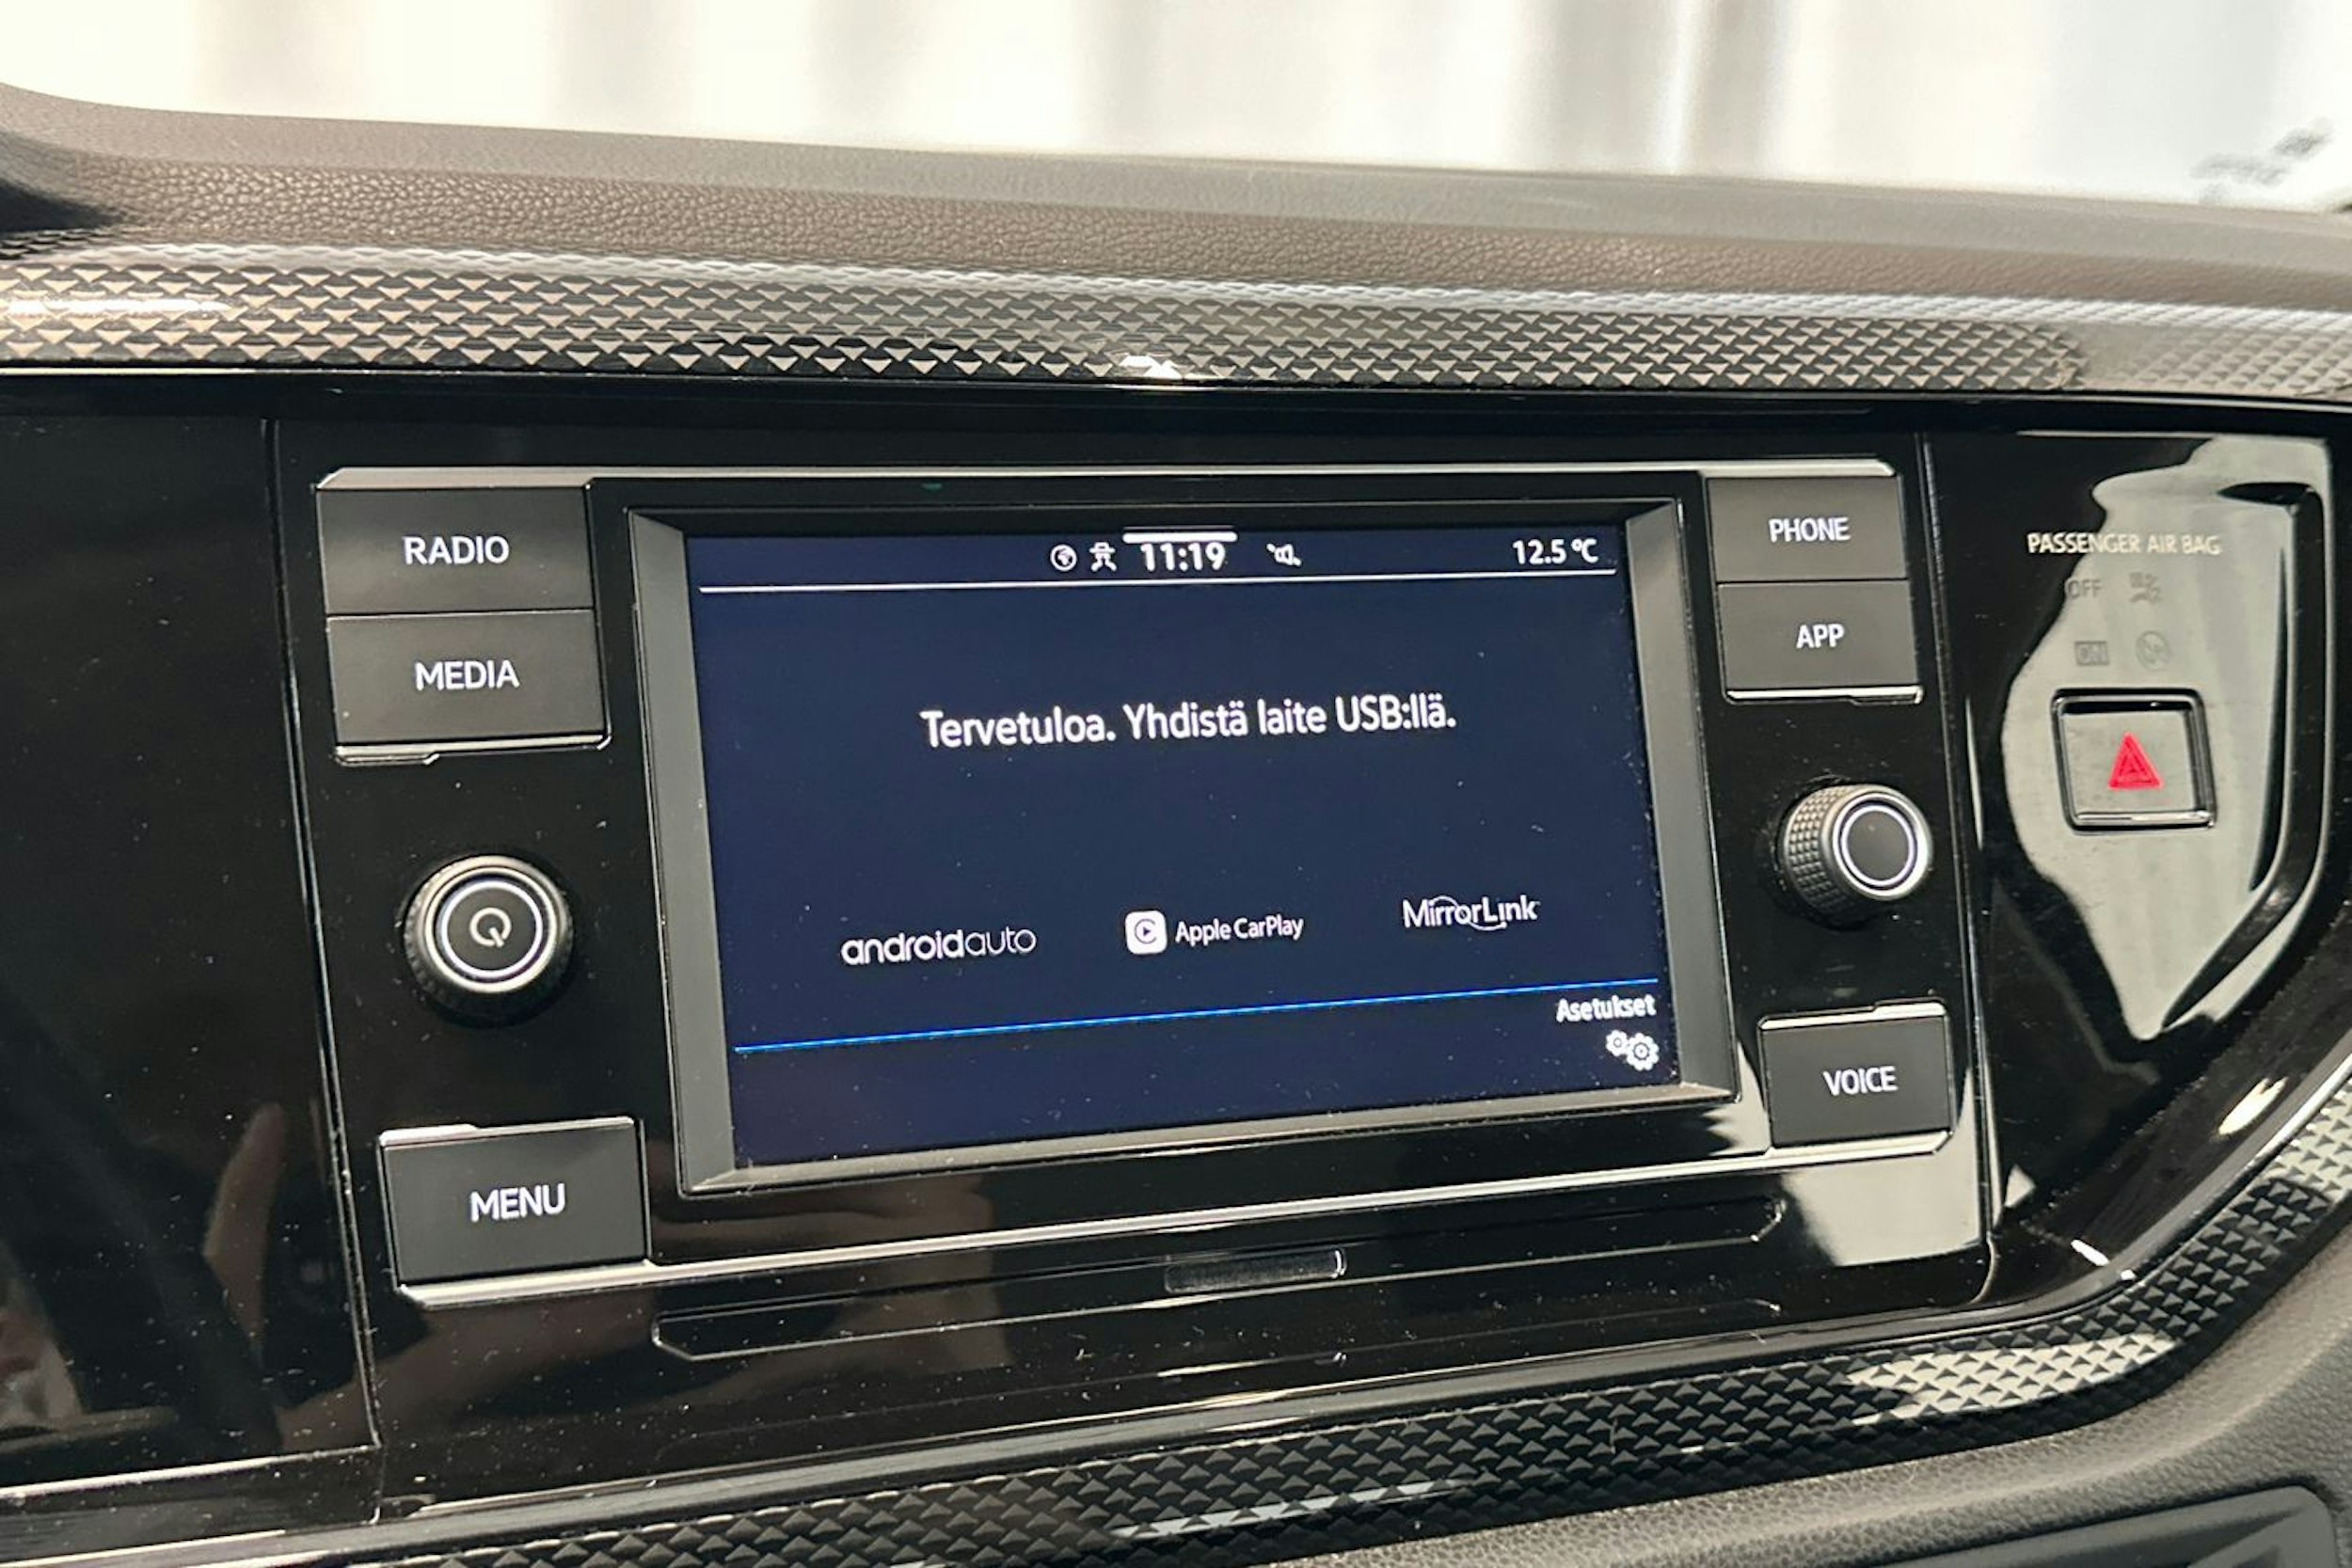 RADIO
MEDIA
MENU
11:19
12.5 °C
Tervetuloa. Yhdistä laite USB:llä.
androidauto
Apple CarPlay
MirrorLink
Asetukset
PHONE
APP
VOICE
PASSENGER AIR BAG
OFF
ON